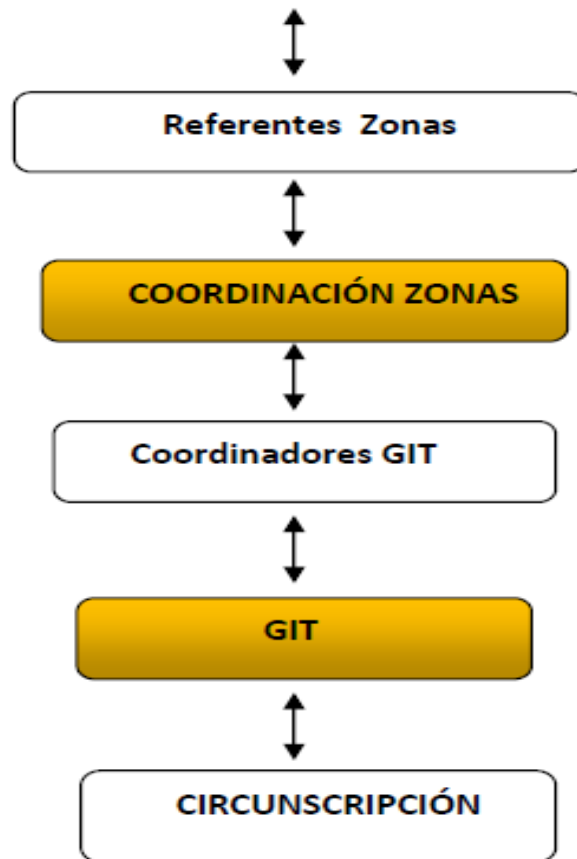 Referentes Zonas
COORDINACIÓN ZONAS
Coordinadores GIT
GIT
CIRCUNSCRIPCIÓN